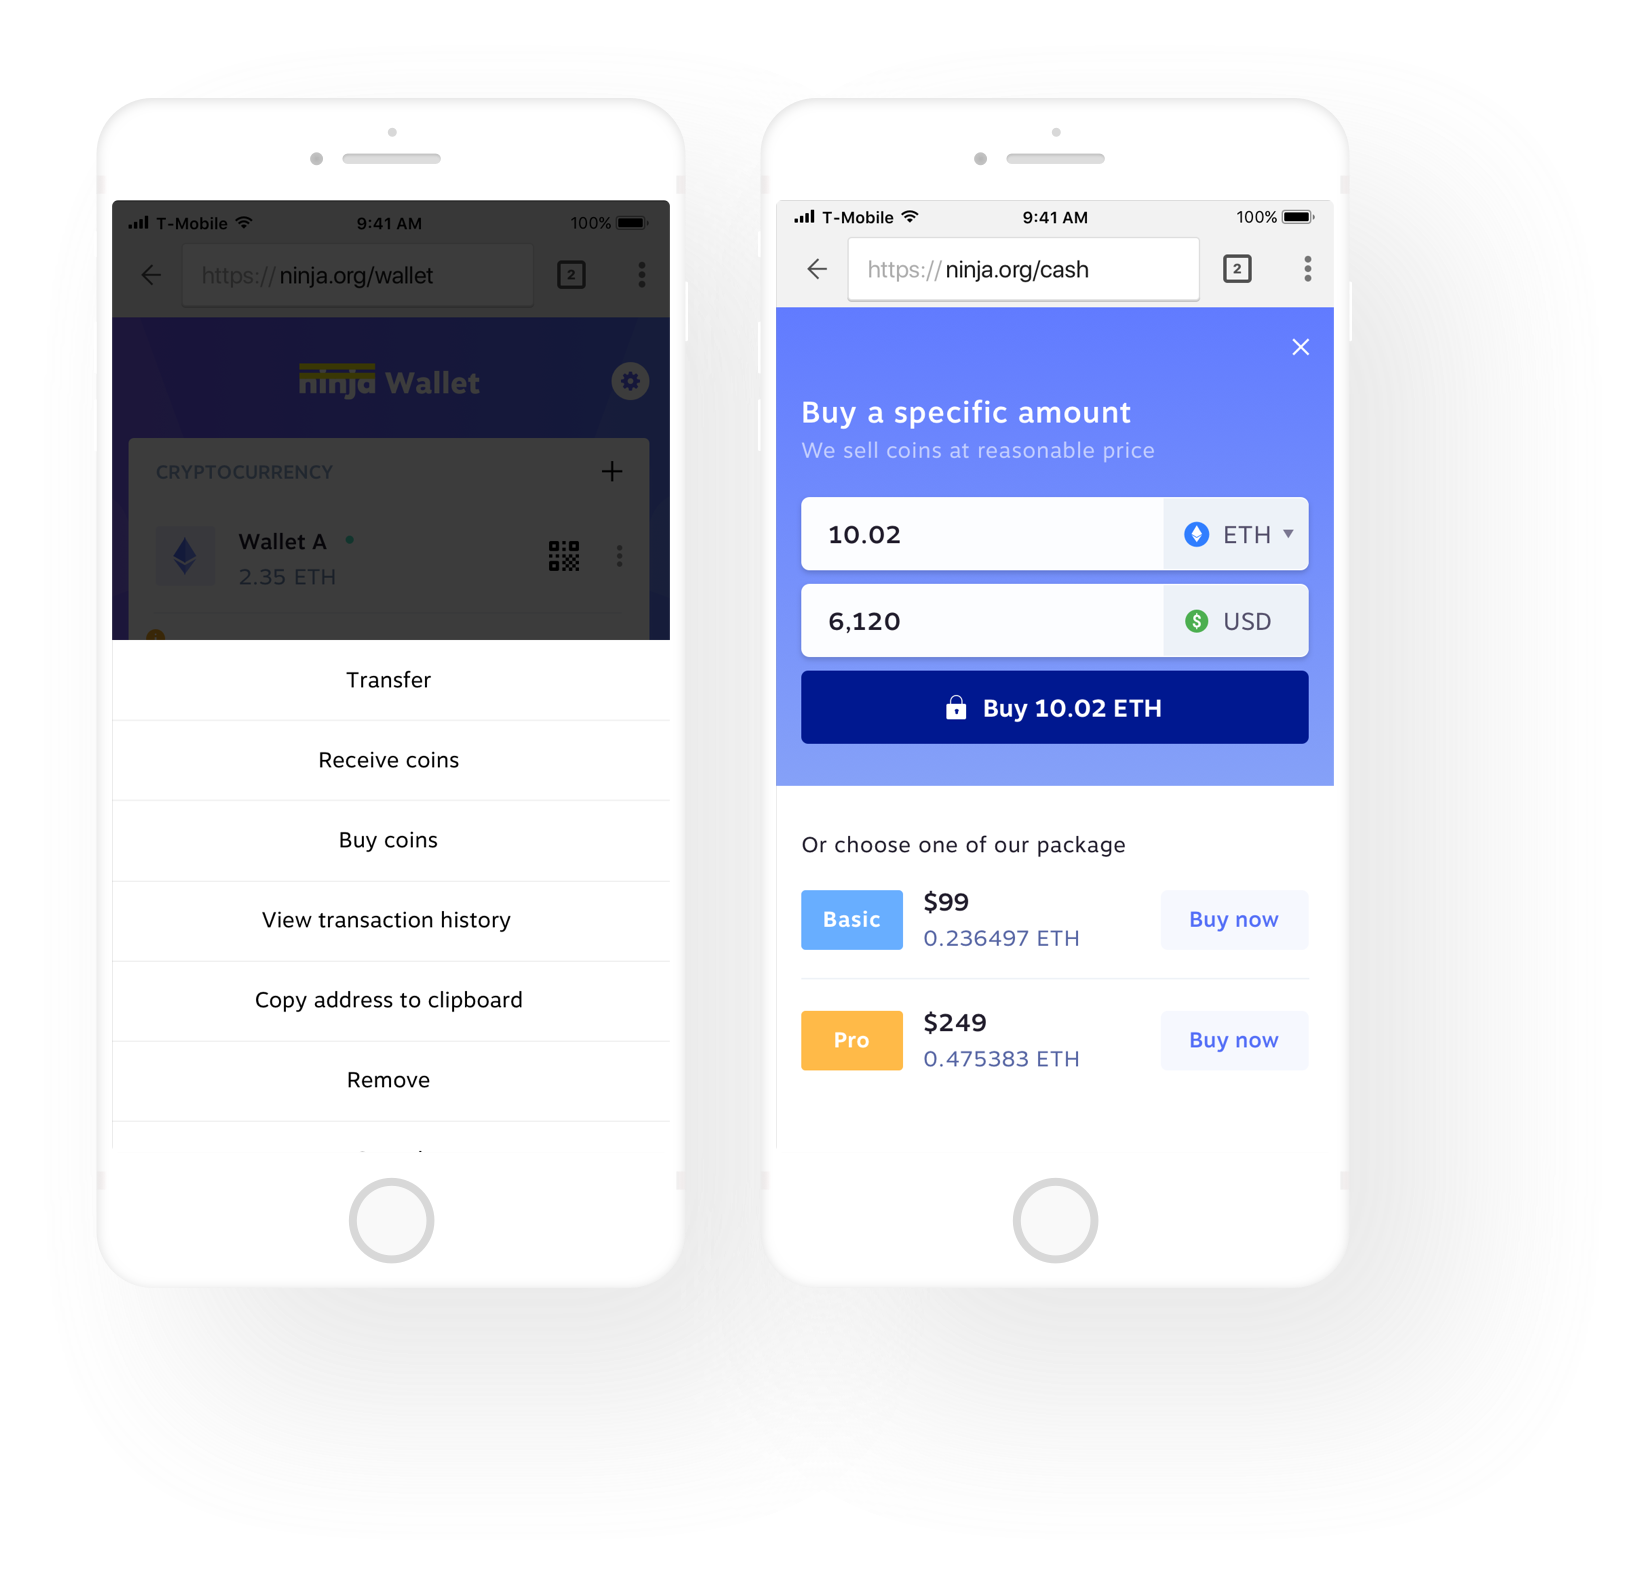 T-Mobile 9:41 AM 100%
https:// ninja.org/wallet 2
ninja Wallet
CRYPTOCURRENCY
Wallet A
2.35 ETH
Transfer
Receive coins
Buy coins
View transaction history
Copy address to clipboard
Remove
T-Mobile 9:41 AM 100%
https:// ninja.org/cash 2
Buy a specific amount
We sell coins at reasonable price
10.02 ETH
6,120 $ USD
Buy 10.02 ETH
Or choose one of our package
Basic $99 Buy now
0.236497 ETH
Pro $249 Buy now
0.475383 ETH